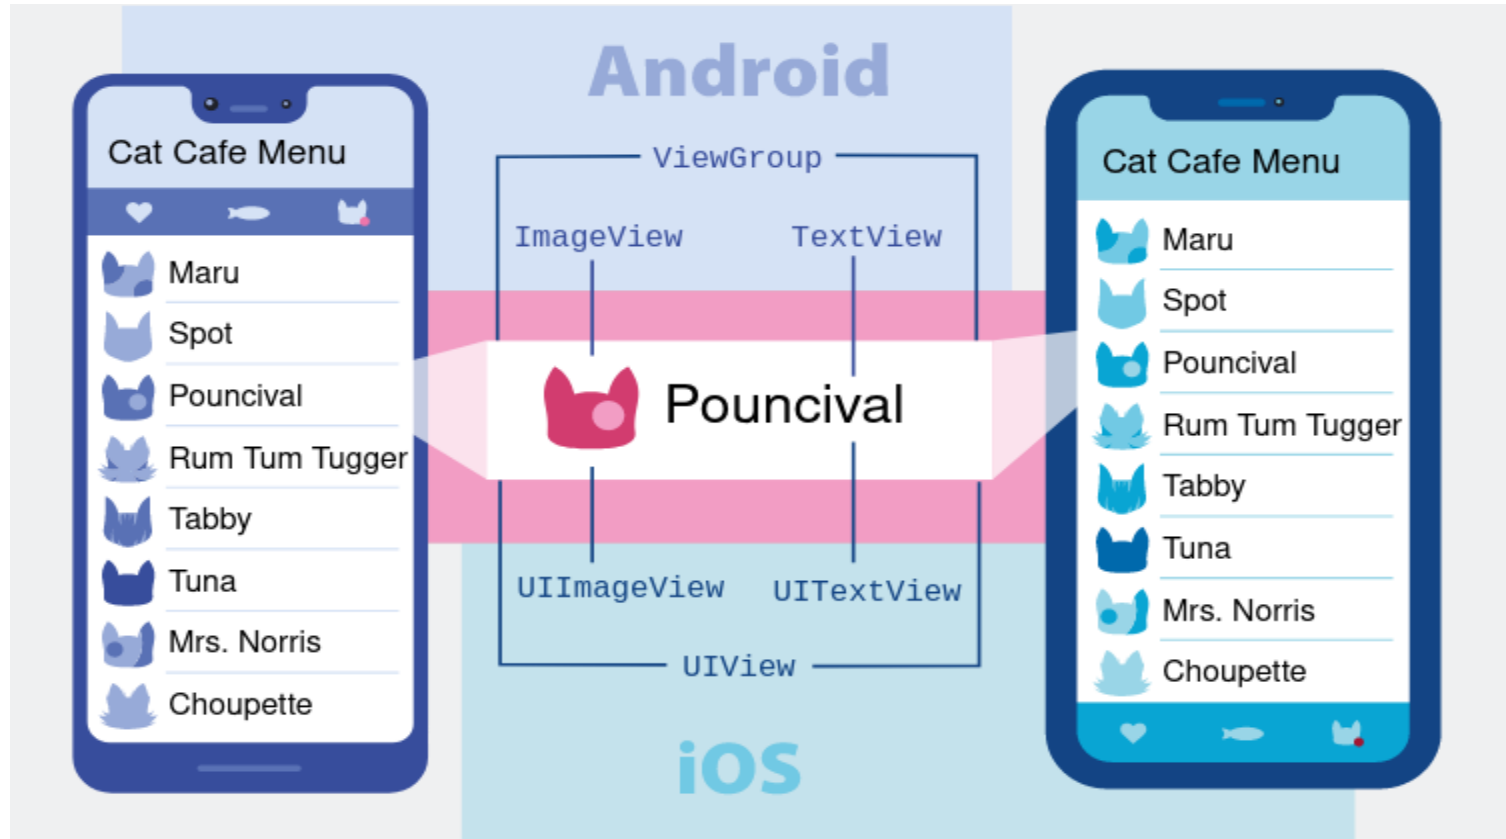 Android
Cat Cafe Menu
Maru
Spot
Pouncival
Rum Tum Tugger
Tabby
Tuna
Mrs. Norris
Choupette
ViewGroup
ImageView TextView
Pouncival
UIImageView UITextView
UIView
iOS
Cat Cafe Menu
Maru
Spot
Pouncival
Rum Tum Tugger
Tabby
Tuna
Mrs. Norris
Choupette